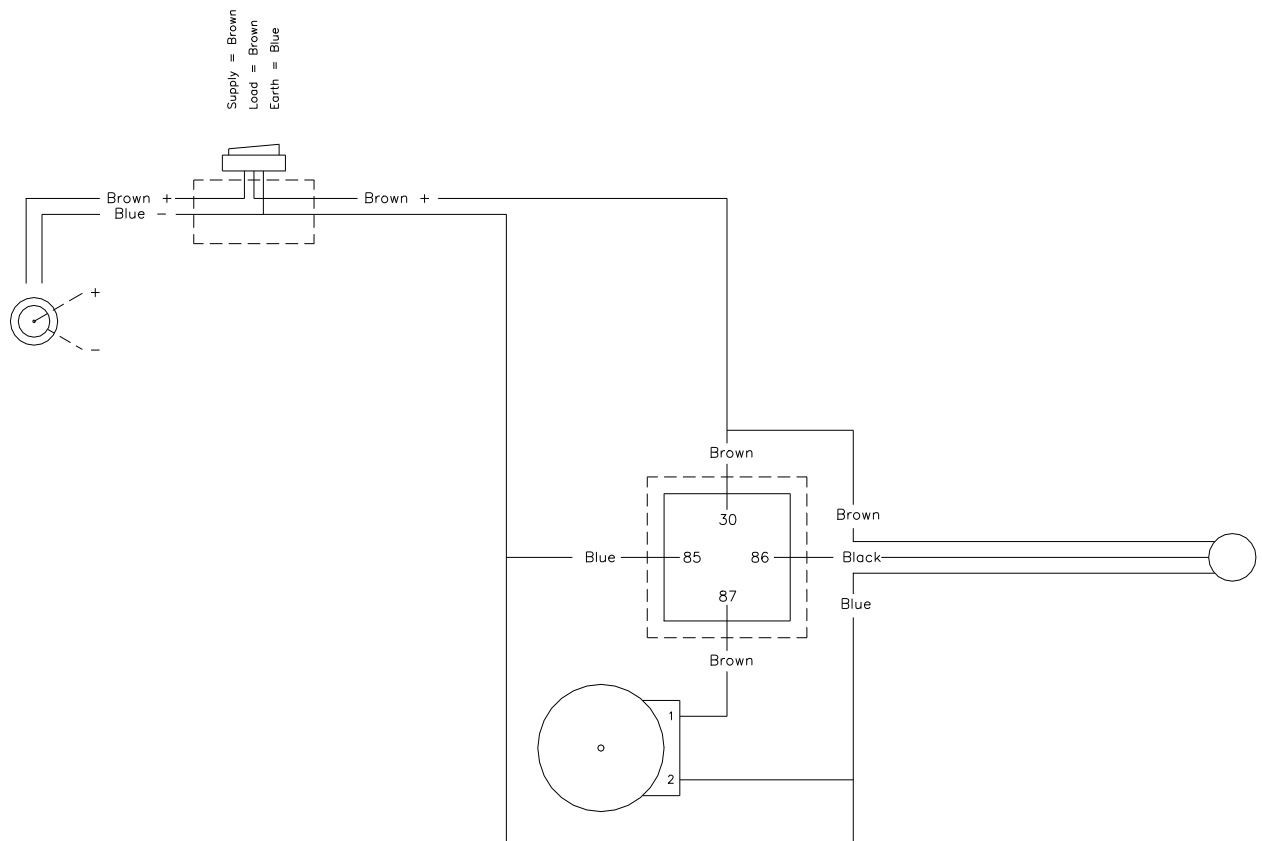 Supply = Brown
Load = Brown
Earth = Blue
Brown +
Brown +
Blue -
+
-
Brown
Brown
30
Blue
85
86
Black
87
Blue
Brown
1
2